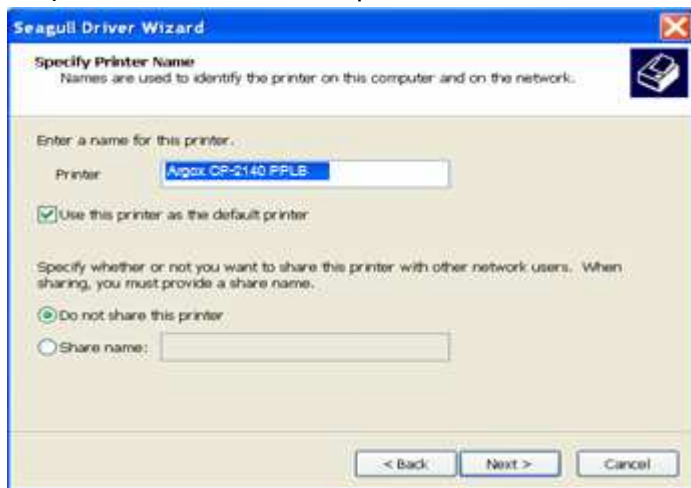 Seagull Driver Wizard
Specify Printer Name
Names are used to identify the printer on this computer and on the network.
Enter a name for this printer.
Printer
Argox CP-2140 PPLB
Use this printer as the default printer
Specify whether or not you want to share this printer with other network users. When
sharing, you must provide a share name.
Do not share this printer
Share name:
< Back
Next >
Cancel